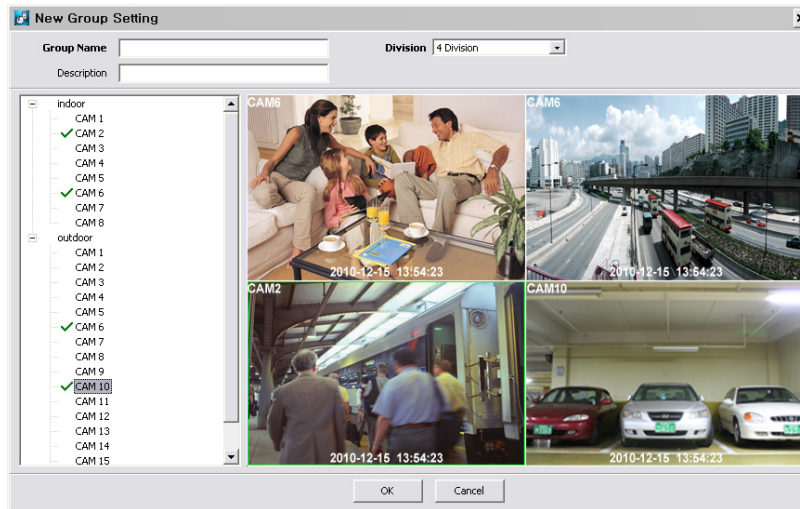 New Group Setting
Group Name
Division 4 Division
Description
indoor
CAM 1
CAM 2
CAM 3
CAM 4
CAM 5
CAM 6
CAM 7
CAM 8
outdoor
CAM 1
CAM 2
CAM 3
CAM 4
CAM 5
CAM 6
CAM 7
CAM 8
CAM 9
CAM 10
CAM 11
CAM 12
CAM 13
CAM 14
CAM 15
CAM6
2010-12-15 13:54:23
CAM6
2010-12-15 13:54:23
CAM2
2010-12-15 13:54:23
CAM10
2010-12-15 13:54:23
OK
Cancel